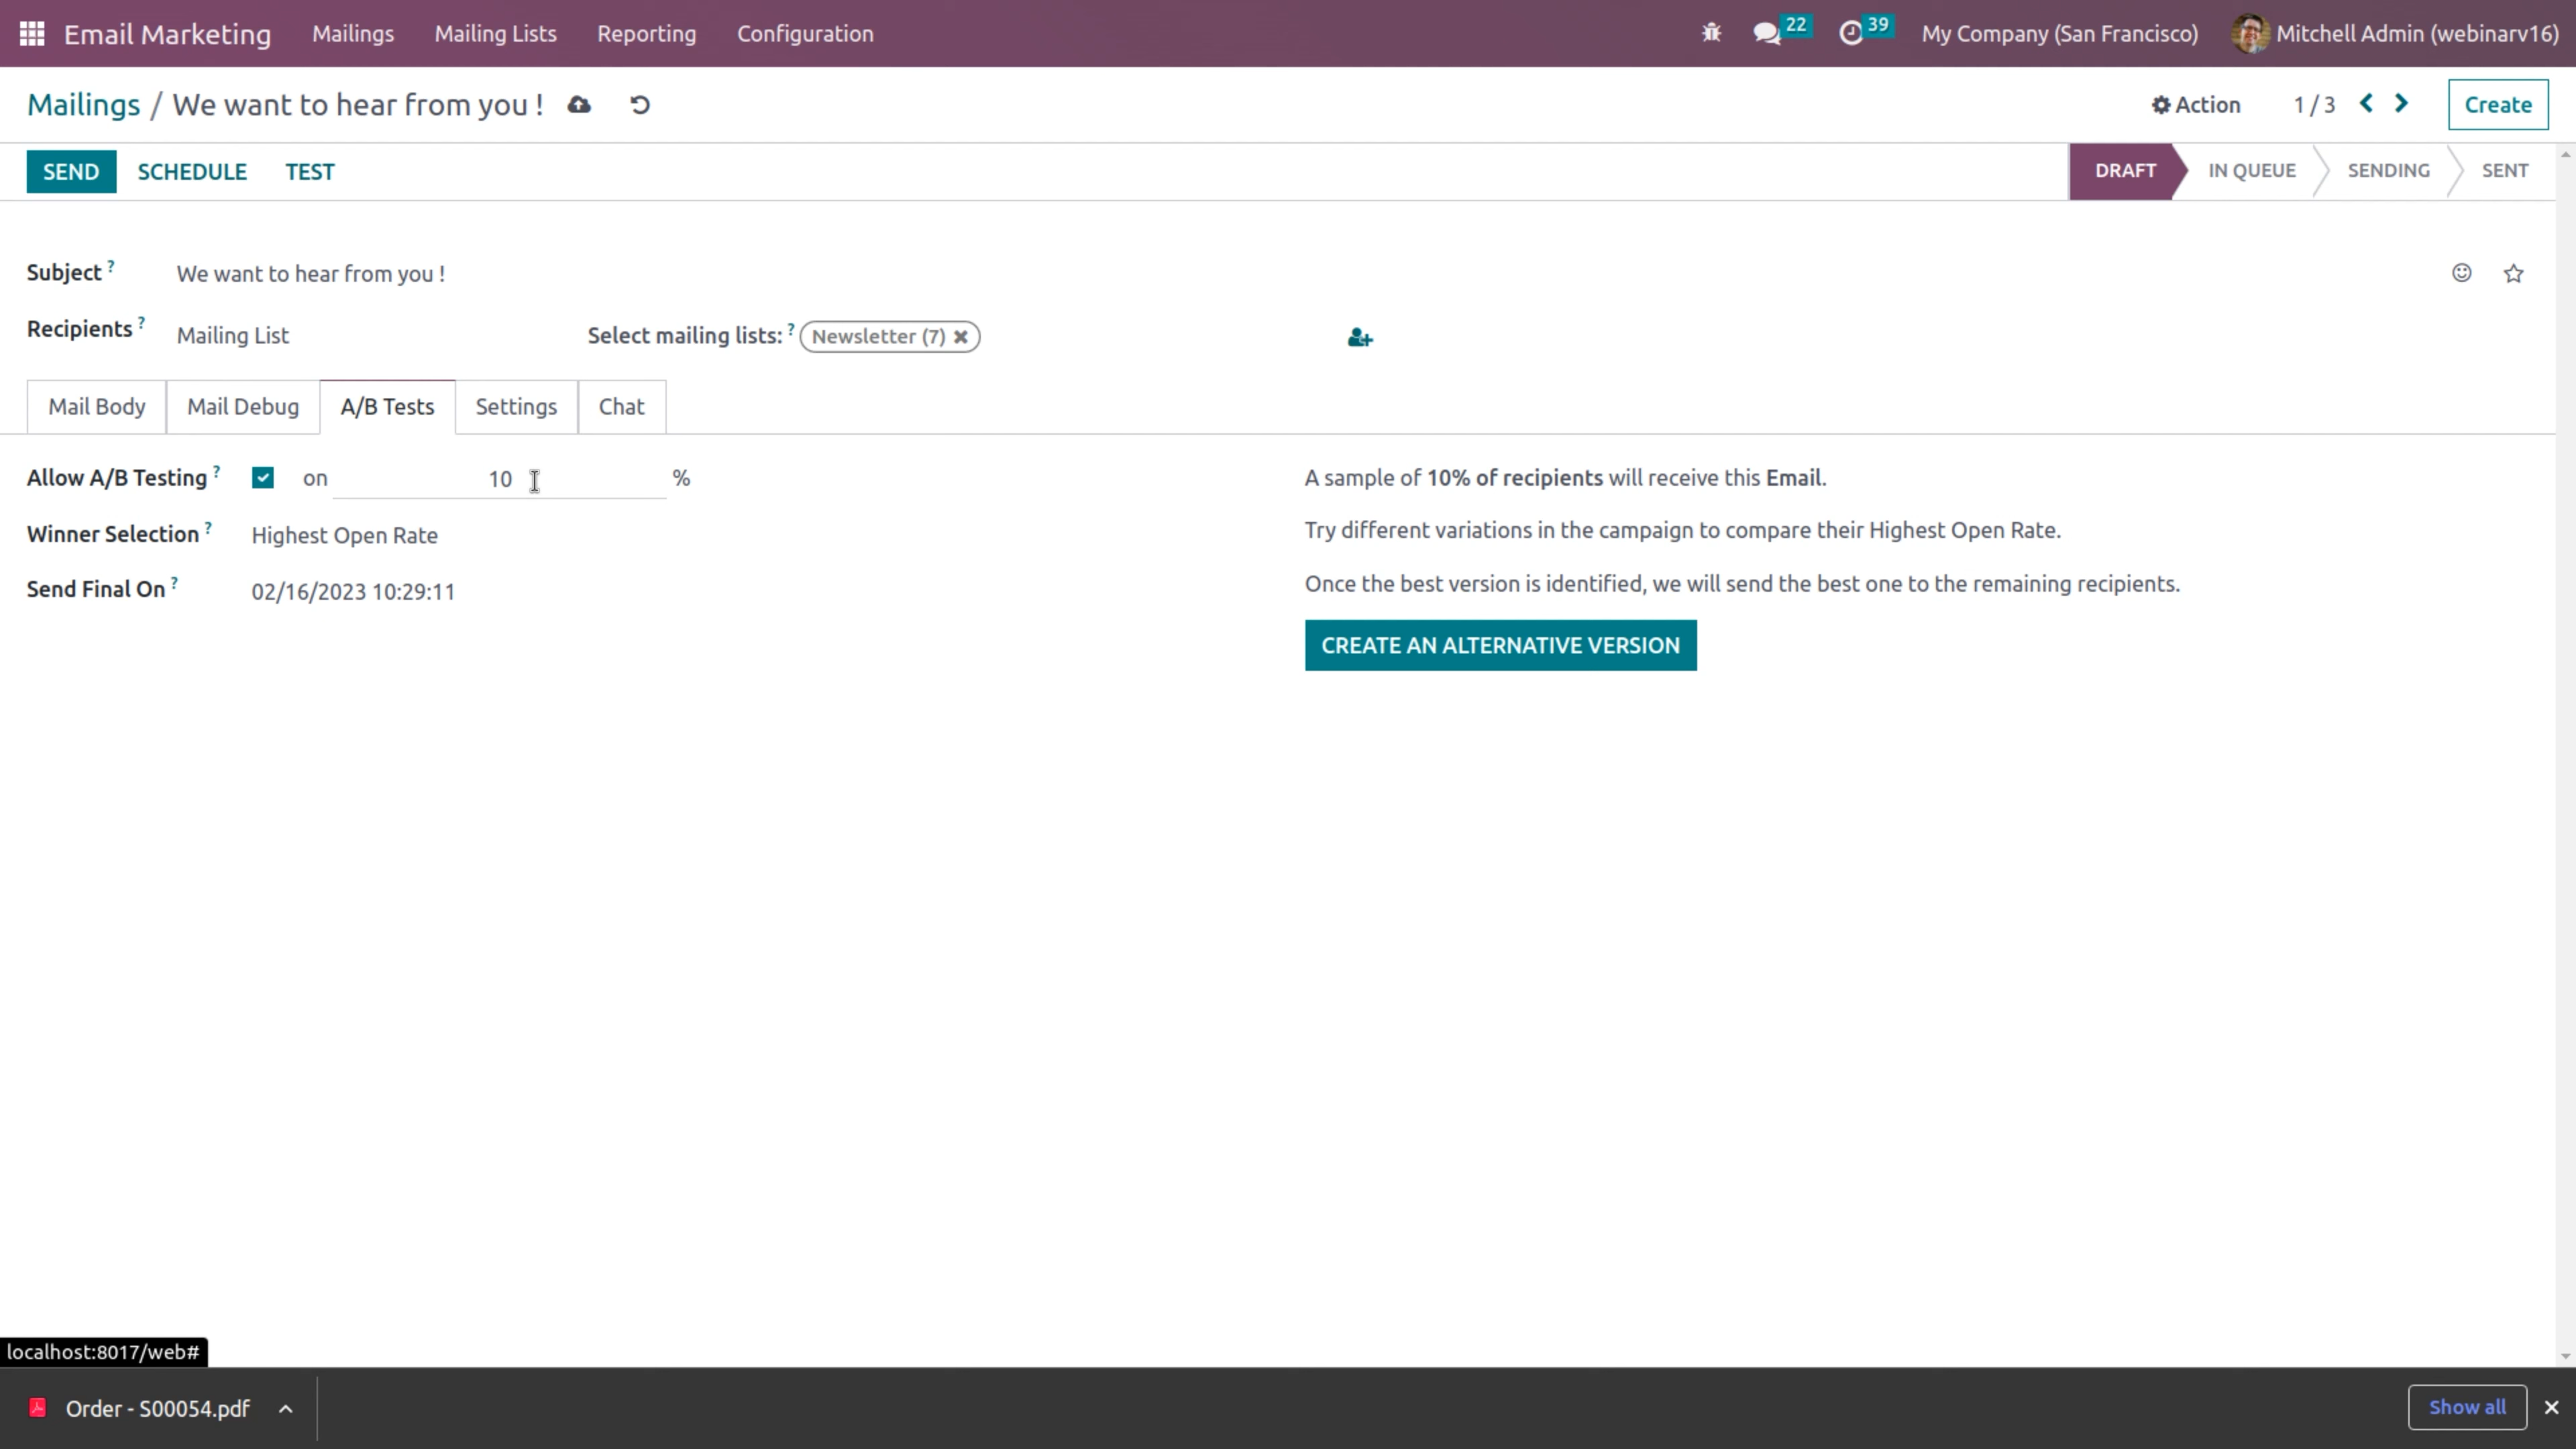 Email Marketing Mailings Mailing Lists Reporting Configuration 22 39 My Company (San Francisco) Mitchell Admin (webinarv16)
Mailings / We want to hear from you ! Action 1 / 3 Create
SEND SCHEDULE TEST DRAFT IN QUEUE SENDING SENT
Subject ? We want to hear from you !
Recipients ? Mailing List Select mailing lists: ? Newsletter (7)
Mail Body Mail Debug A/B Tests Settings Chat
Allow A/B Testing ? on 10 % A sample of 10% of recipients will receive this Email.
Winner Selection ? Highest Open Rate Try different variations in the campaign to compare their Highest Open Rate.
Send Final On ? 02/16/2023 10:29:11 Once the best version is identified, we will send the best one to the remaining recipients.
CREATE AN ALTERNATIVE VERSION
localhost:8017/web#
Order - S00054.pdf Show all